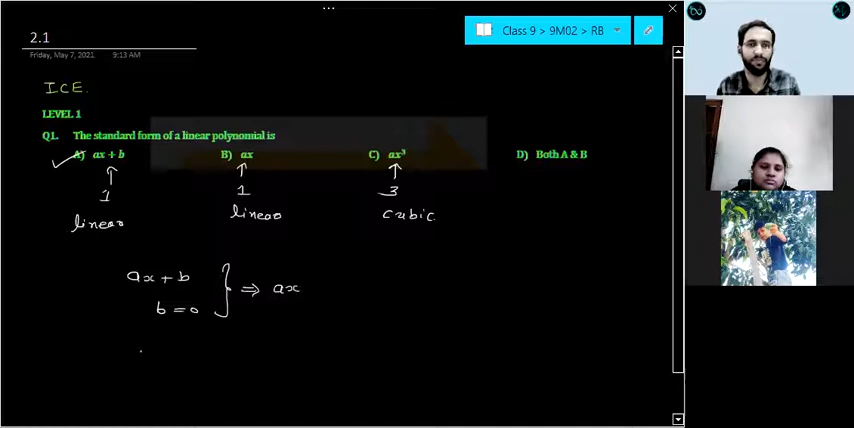 2.1
Friday, May 7, 2021    9:13 AM
Class 9 > 9M02 > RB
ICE.
LEVEL 1
Q1. The standard form of a linear polynomial is
A) ax + b B) ax C) ax³ D) Both A & B
1 1 3
linear linear cubic
ax + b
b = 0 } ⇒ ax